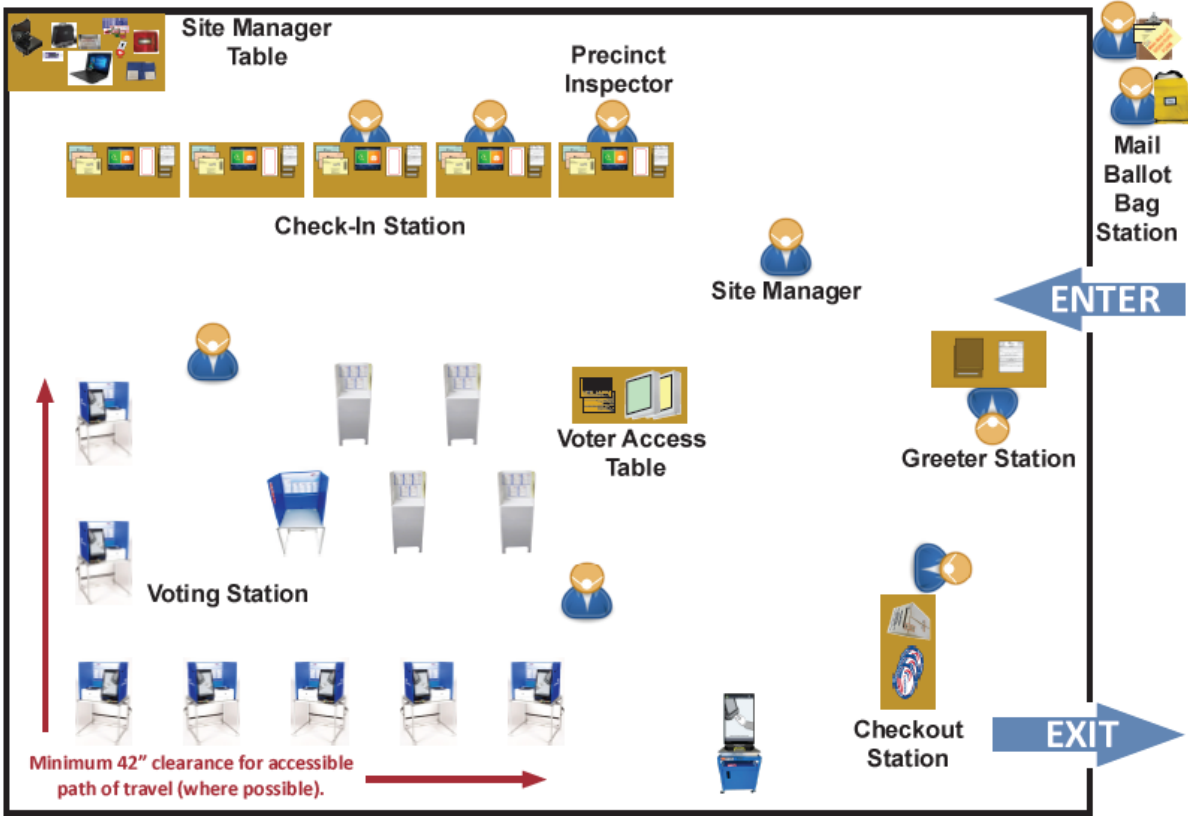 Site Manager
Table
Precinct
Inspector
Mail
Ballot
Bag
Station
Check-In Station
Site Manager
ENTER
Voter Access
Table
Greeter Station
Voting Station
Checkout
Station
EXIT
Minimum 42” clearance for accessible
path of travel (where possible).